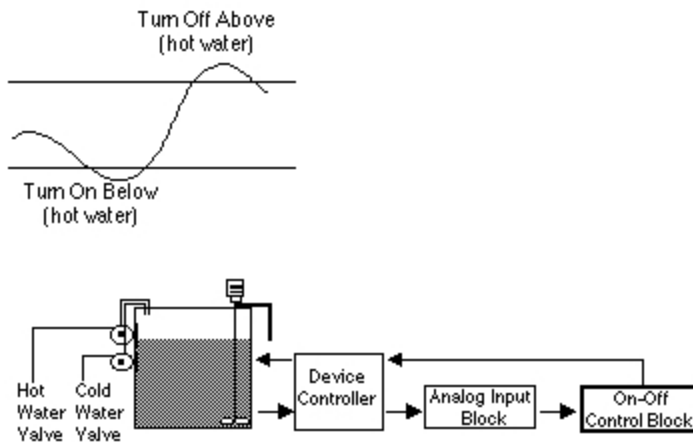 Turn Off Above
(hot water)
Turn On Below
(hot water)
Hot
Water
Valve
Cold
Water
Valve
Device
Controller
Analog Input
Block
On-Off
Control Block